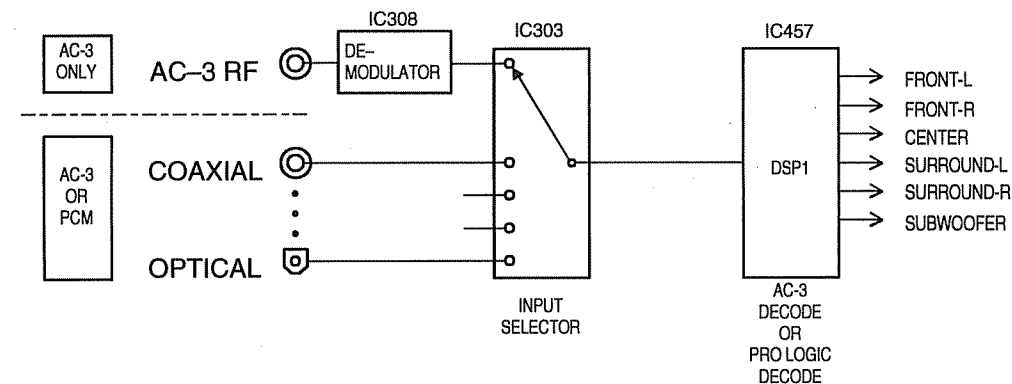 IC308
IC303
IC457
AC-3
ONLY
AC–3 RF
DE–
MODULATOR
FRONT-L
FRONT-R
CENTER
SURROUND-L
SURROUND-R
SUBWOOFER
AC-3
OR
PCM
COAXIAL
OPTICAL
DSP1
INPUT
SELECTOR
AC-3
DECODE
OR
PRO LOGIC
DECODE